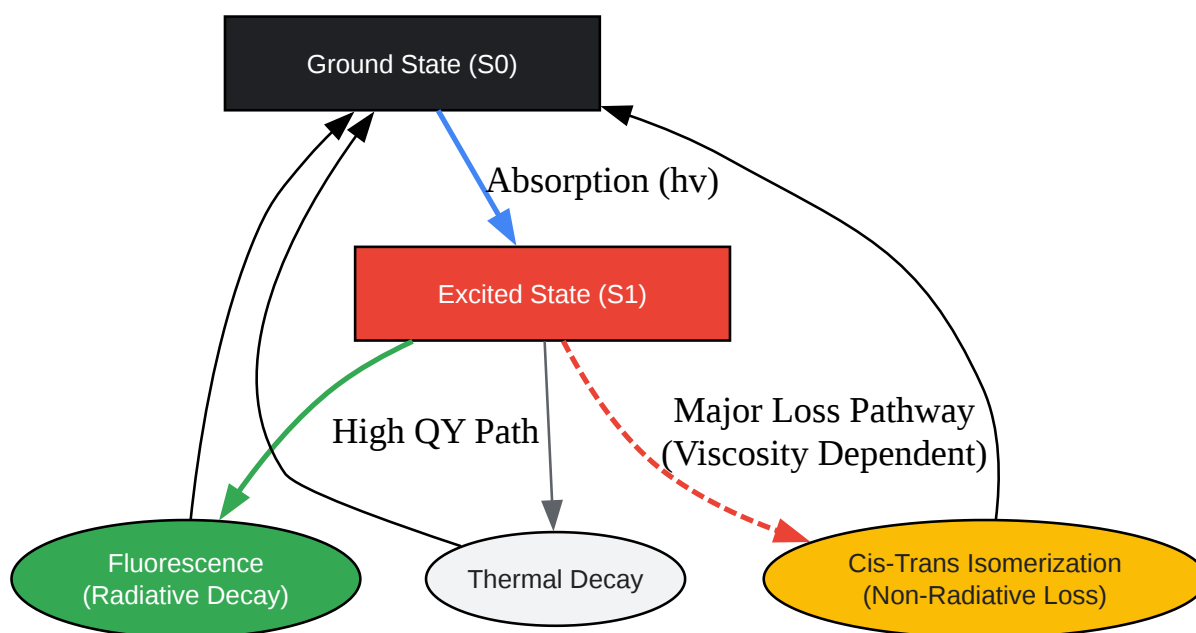 Ground State (S0)
Absorption (hv)
Excited State (S1)
High QY Path
Major Loss Pathway
(Viscosity Dependent)
Fluorescence
(Radiative Decay)
Thermal Decay
Cis-Trans Isomerization
(Non-Radiative Loss)